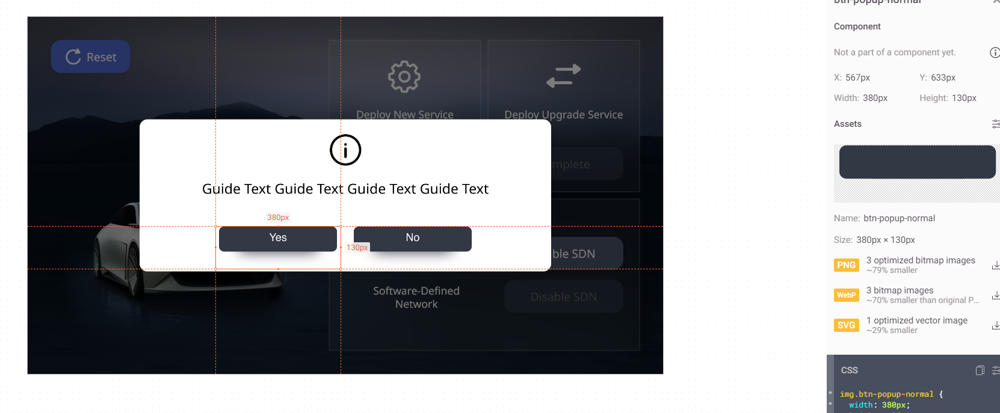 btn-popup-normal
Component
Not a part of a component yet.
X: 567px Y: 633px
Width: 380px Height: 130px
Assets
Name: btn-popup-normal
Size: 380px × 130px
PNG 3 optimized bitmap images
~79% smaller
WebP 3 bitmap images
~70% smaller than original P...
SVG 1 optimized vector image
~29% smaller
CSS
img.btn-popup-normal {
width: 380px;
Reset
Deploy New Service
Deploy Upgrade Service
mplete
Guide Text Guide Text Guide Text Guide Text
380px
Yes
No
130px
ble SDN
Software-Defined
Network
Disable SDN